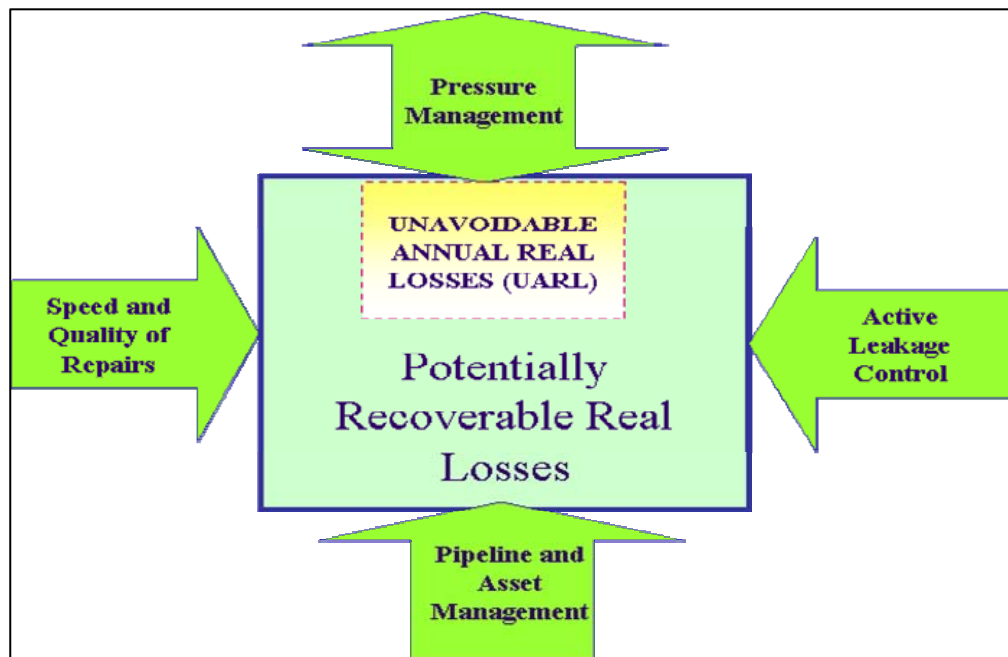 Pressure
Management
UNAVOIDABLE
ANNUAL REAL
LOSSES (UARL)
Speed and
Quality of
Repairs
Active
Leakage
Control
Potentially
Recoverable Real
Losses
Pipeline and
Asset
Management